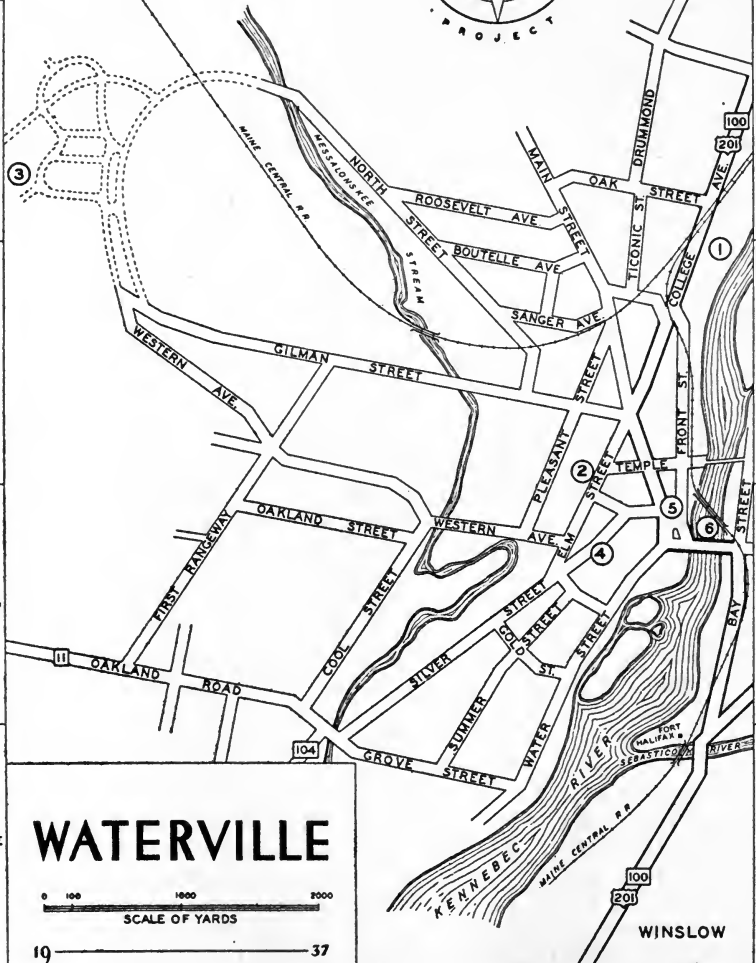 PROJECT
100
201
DRUMMOND
MAIN STREET
OAK STREET
COLLEGE AVE.
3
MAINE CENTRAL R.R.
MESSALONSKEE STREAM
NORTH STREET
ROOSEVELT AVE.
TICONIC ST.
1
BOUTELLE AVE.
SANGER AVE.
GILMAN STREET
WESTERN AVE.
PLEASANT STREET
FRONT ST.
2
TEMPLE
STREET
ELM STREET
5
6
OAKLAND STREET
WESTERN AVE.
4
FIRST RANGEWAY
COOL STREET
BAY
SILVER STREET
GOLD ST.
SUMMER STREET
WATER STREET
11
OAKLAND ROAD
104
GROVE STREET
FORT
HALIFAX
SEBASTICOOK RIVER
KENNEBEC RIVER
MAINE CENTRAL R.R.
100
201
WINSLOW
WATERVILLE
0 100 1000 2000
SCALE OF YARDS
19 37